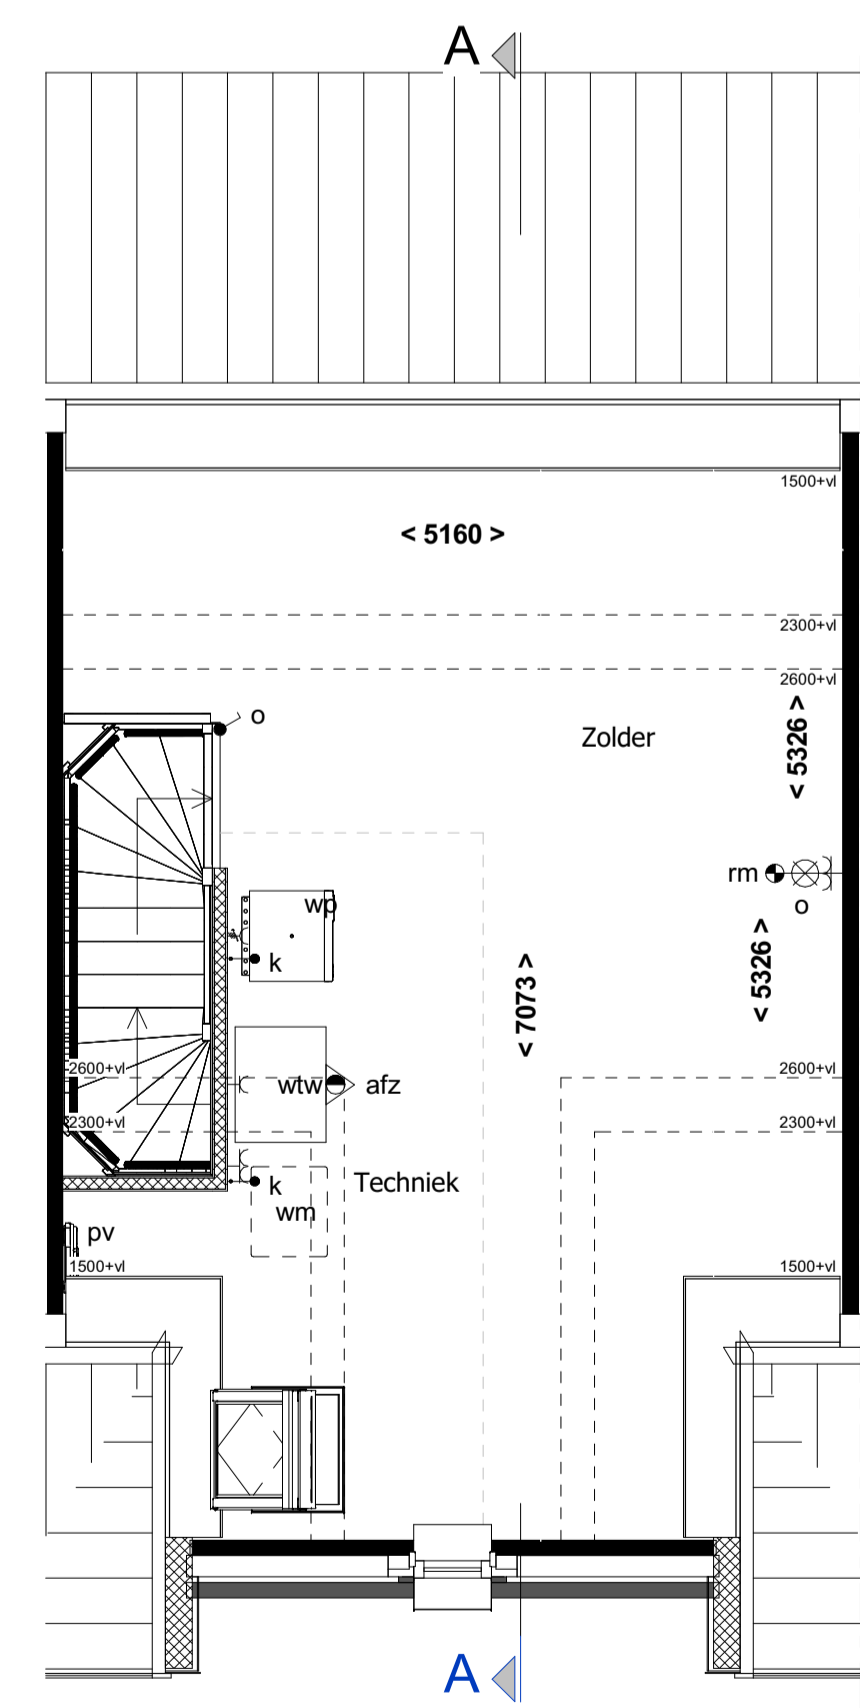 A
1500+vl
< 5160 >
2300+vl
2600+vl
< 5326 >
o
Zolder
rm
o
wp
k
< 5326 >
< 7073 >
2600+vl
2600+vl
wtw
afz
2300+vl
2300+vl
k
Techniek
wm
pv
1500+vl
1500+vl
A